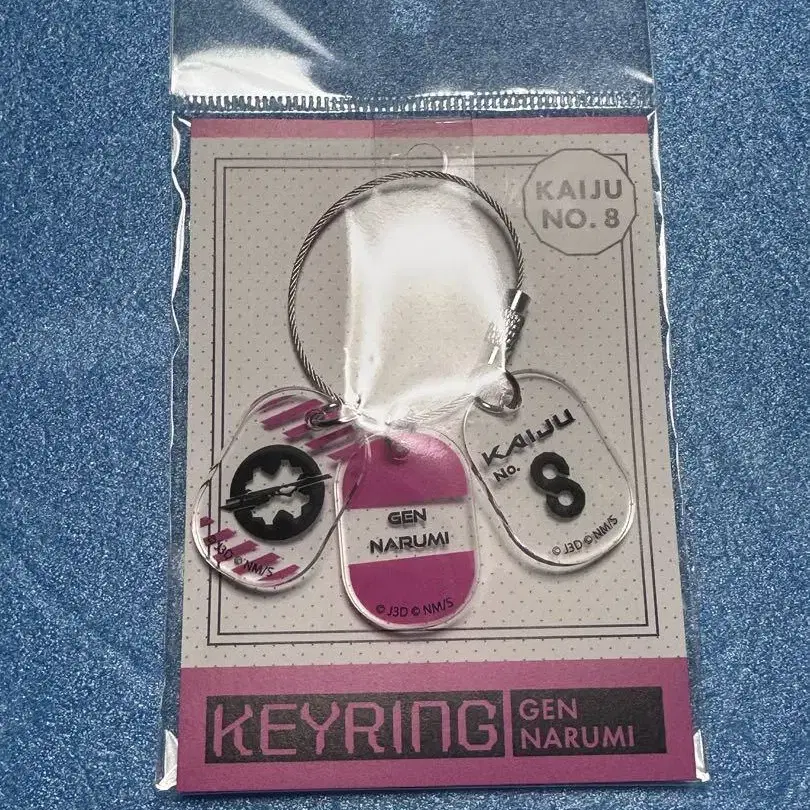 KAIJU
NO. 8
KAIJU
No. 8
©J3D ©NM/S
GEN
NARUMI
©J3D ©NM/S
©J3D ©NM/S
KEYRING
GEN
NARUMI